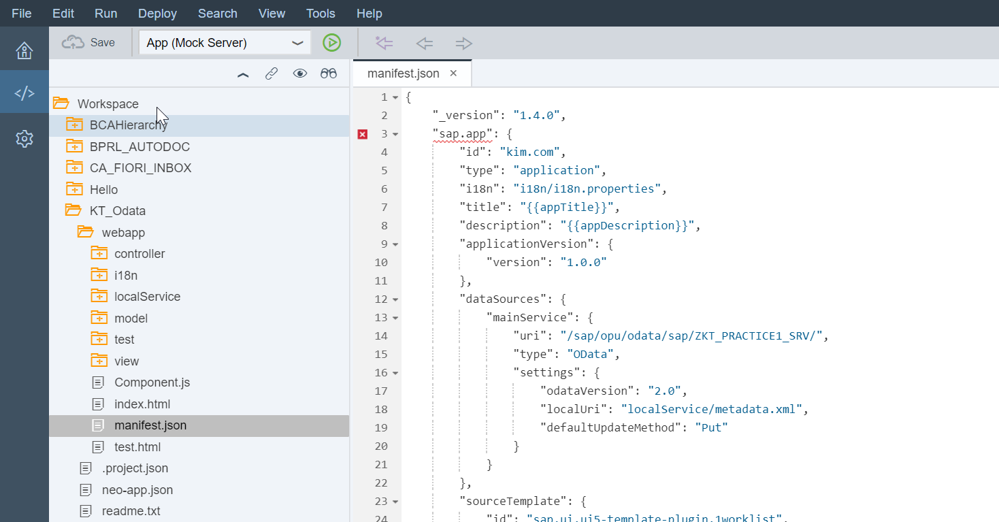 File Edit Run Deploy Search View Tools Help
Save App (Mock Server)
Workspace
BCAHierarchy
BPRL_AUTODOC
CA_FIORI_INBOX
Hello
KT_Odata
webapp
controller
i18n
localService
model
test
view
Component.js
index.html
manifest.json
test.html
.project.json
neo-app.json
readme.txt
manifest.json ×
1 {
2 "_version": "1.4.0",
3 "sap.app": {
4 "id": "kim.com",
5 "type": "application",
6 "i18n": "i18n/i18n.properties",
7 "title": "{{appTitle}}",
8 "description": "{{appDescription}}",
9 "applicationVersion": {
10 "version": "1.0.0"
11 },
12 "dataSources": {
13 "mainService": {
14 "uri": "/sap/opu/odata/sap/ZKT_PRACTICE1_SRV/",
15 "type": "OData",
16 "settings": {
17 "odataVersion": "2.0",
18 "localUri": "localService/metadata.xml",
19 "defaultUpdateMethod": "Put"
20 }
21 }
22 },
23 "sourceTemplate": {
24 "id": "sap.ui.ui5-template-plugin.1worklist",